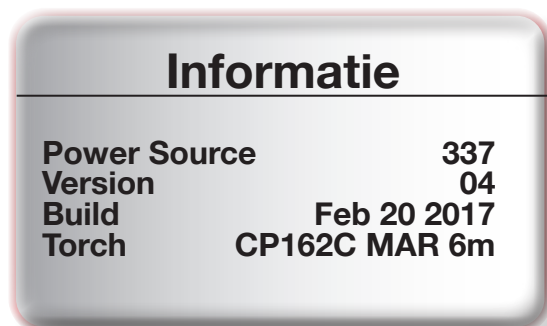 Informatie
Power Source 337
Version 04
Build Feb 20 2017
Torch CP162C MAR 6m